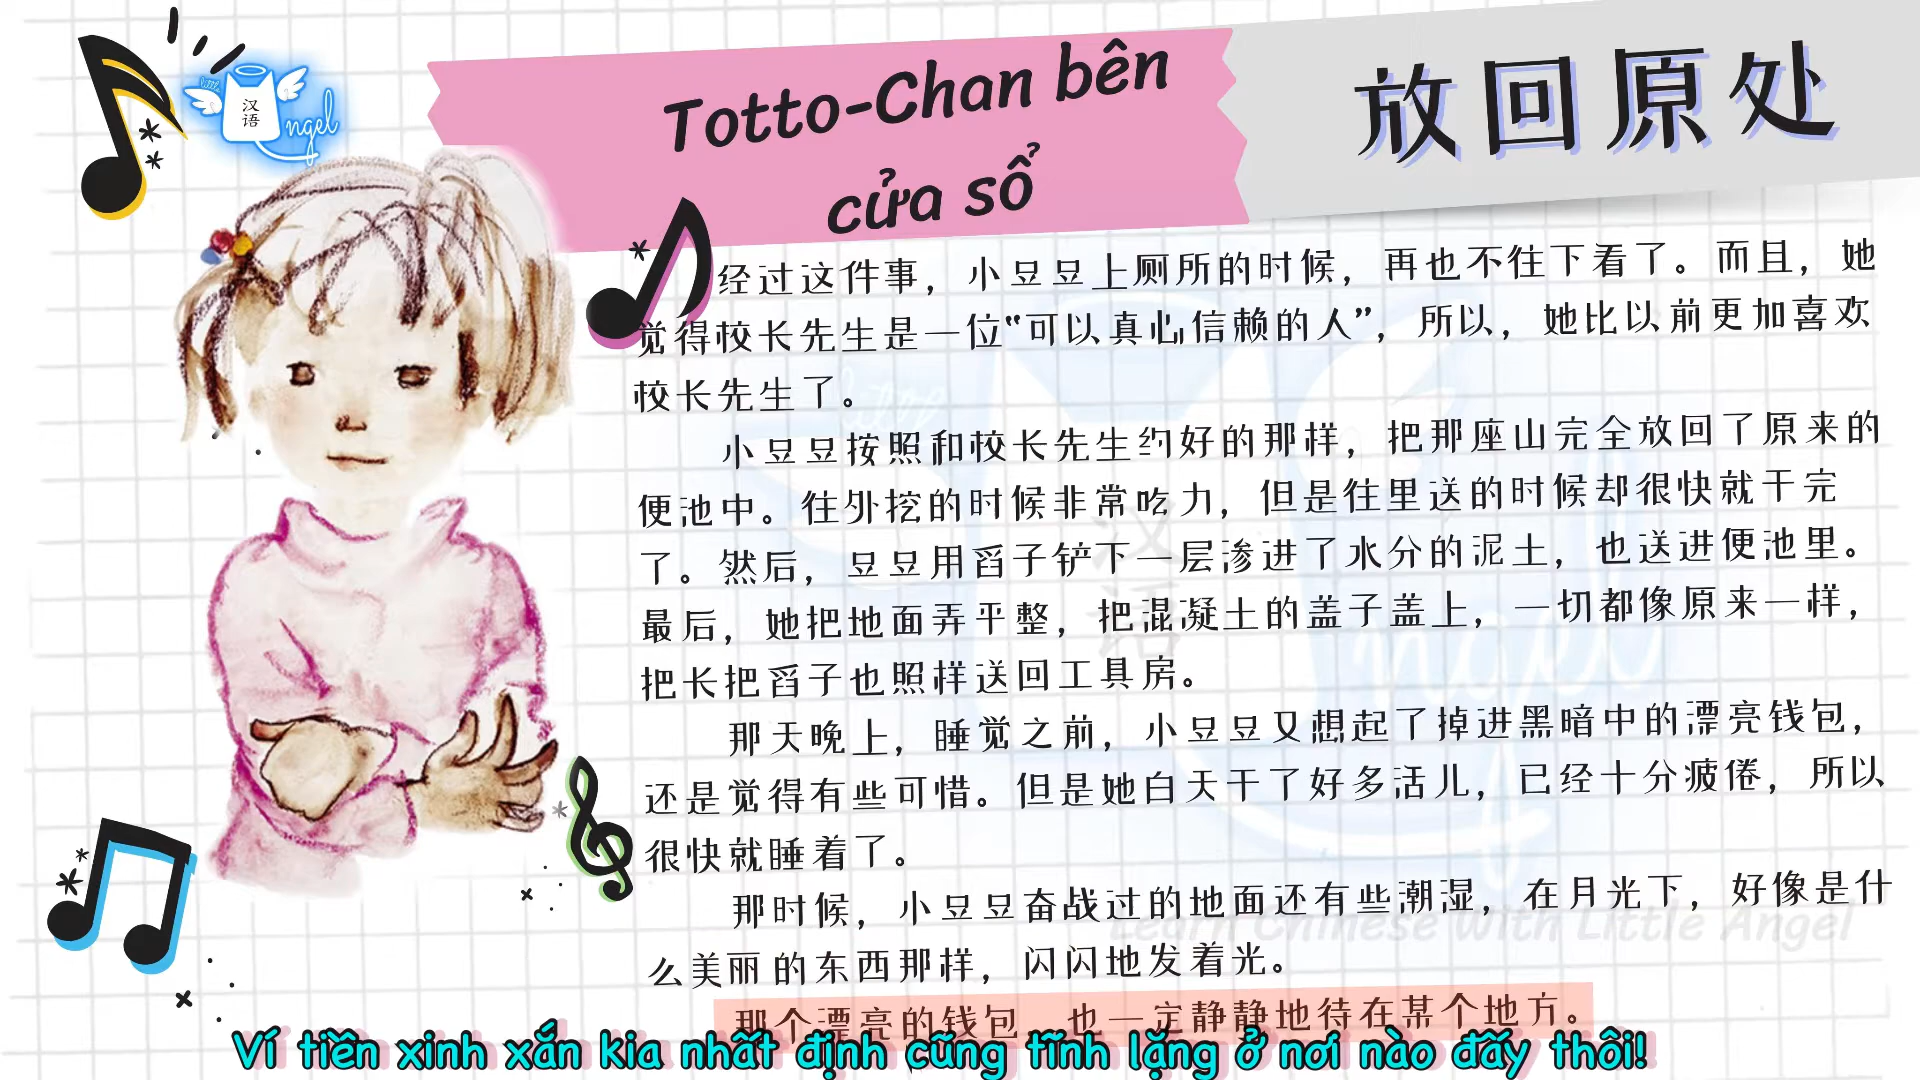 little
汉
语
Angel
Totto-Chan bên
cửa sổ
放回原处
经过这件事，小豆豆上厕所的时候，再也不往下看了。而且，她
觉得校长先生是一位“可以真心信赖的人”，所以，她比以前更加喜欢
校长先生了。
小豆豆按照和校长先生约好的那样，把那座山完全放回了原来的
便池中。往外挖的时候非常吃力，但是往里送的时候却很快就干完
了。然后，豆豆用舀子铲下一层渗进了水分的泥土，也送进便池里。
最后，她把地面弄平整，把混凝土的盖子盖上，一切都像原来一样，
把长把舀子也照样送回工具房。
那天晚上，睡觉之前，小豆豆又想起了掉进黑暗中的漂亮钱包，
还是觉得有些可惜。但是她白天干了好多活儿，已经十分疲倦，所以
很快就睡着了。
那时候，小豆豆奋战过的地面还有些潮湿，在月光下，好像是什
么美丽的东西那样，闪闪地发着光。
那个漂亮的钱包，也一定静静地待在某个地方。
Ví tiền xinh xắn kia nhất định cũng tĩnh lặng ở nơi nào đấy thôi!
little
汉
语
Angel
Learn Chinese With Little Angel